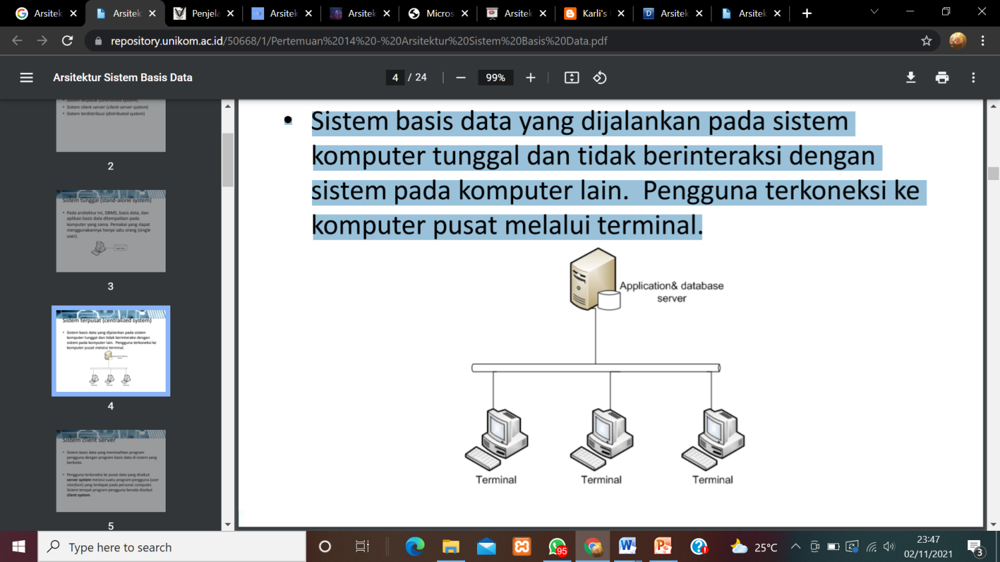 Arsitek
Arsitek
Penjela
Arsitek
Arsitek
Micros
Arsitek
Karli's
Arsitek
Arsitek
repository.unikom.ac.id/50668/1/Pertemuan%2014%20-%20Arsitektur%20Sistem%20Basis%20Data.pdf
Arsitektur Sistem Basis Data
4 / 24
99%
• Sistem client server (client-server system)
• Sistem terdistribusi (distributed system)
2
Sistem tunggal (stand-alone system)
• Pada arsitektur ini, DBMS, basis data, dan
aplikasi basis data ditempatkan pada
komputer yang sama. Pemakai yang dapat
menggunakannya hanya satu orang (single
user).
3
Sistem terpusat (centralized system)
• Sistem basis data yang dijalankan pada sistem
komputer tunggal dan tidak berinteraksi dengan
sistem pada komputer lain. Pengguna terkoneksi ke
komputer pusat melalui terminal.
4
Sistem client server
• Sistem basis data yang memisahkan program
pengguna dengan program basis data di sistem yang
berbeda.
• Pengguna terkoneksi ke pusat data yang disebut
server system melalui suatu program pengguna (user
interface) yang terdapat pada personal computer.
Sistem tempat program pengguna berada disebut
client system.
5
• Sistem basis data yang dijalankan pada sistem
komputer tunggal dan tidak berinteraksi dengan
sistem pada komputer lain. Pengguna terkoneksi ke
komputer pusat melalui terminal.
Application& database
server
Terminal
Terminal
Terminal
Type here to search
95
25°C
23:47
02/11/2021
3